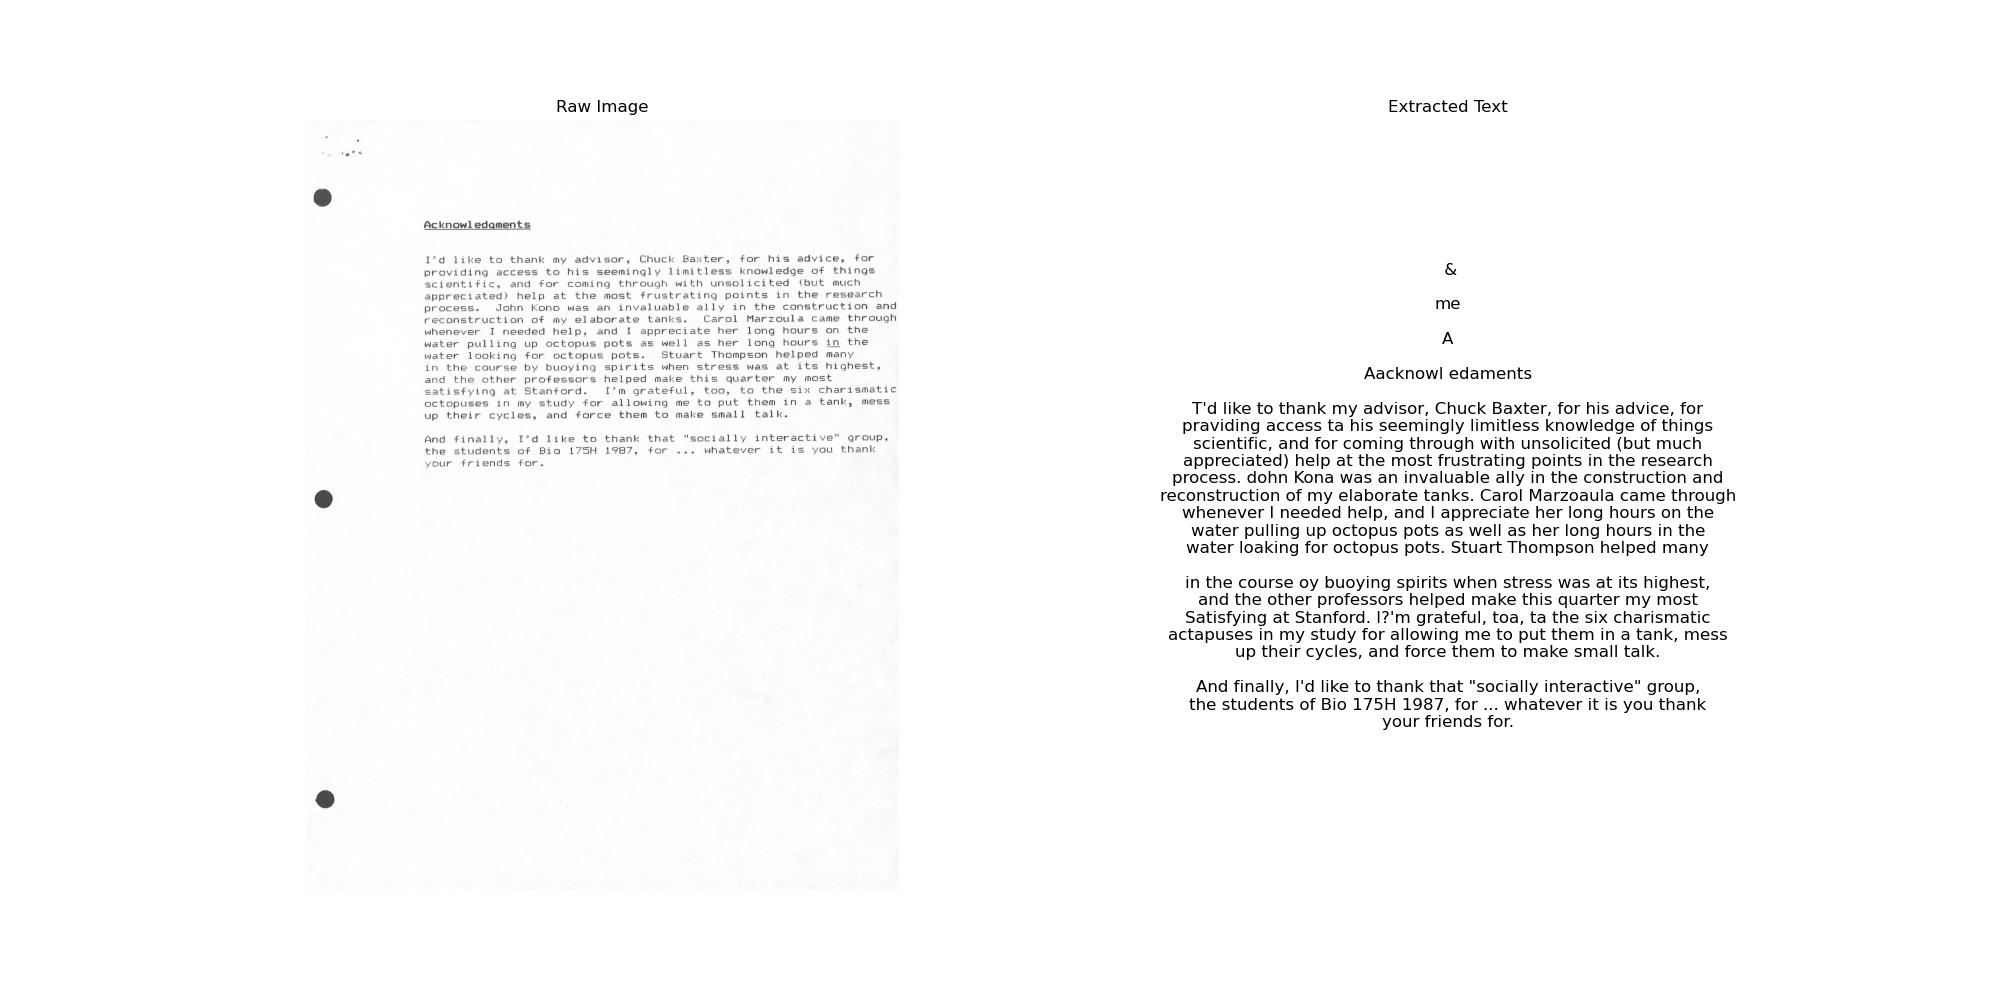 Raw Image
Acknowledgments
I'd like to thank my advisor, Chuck Baxter, for his advice, for
providing access to his seemingly limitless knowledge of things
scientific, and for coming through with unsolicited (but much
appreciated) help at the most frustrating points in the research
process.  John Kono was an invaluable ally in the construction and
reconstruction of my elaborate tanks.  Carol Marzoula came through
whenever I needed help, and I appreciate her long hours on the
water pulling up octopus pots as well as her long hours in the
water looking for octopus pots.  Stuart Thompson helped many
in the course by buoying spirits when stress was at its highest,
and the other professors helped make this quarter my most
satisfying at Stanford.  I'm grateful, too, to the six charismatic
octopuses in my study for allowing me to put them in a tank, mess
up their cycles, and force them to make small talk.
And finally, I'd like to thank that "socially interactive" group,
the students of Bio 175H 1987, for ... whatever it is you thank
your friends for.
Extracted Text
&
me
A
Aacknowl edaments
T'd like to thank my advisor, Chuck Baxter, for his advice, for
praviding access ta his seemingly limitless knowledge of things
scientific, and for coming through with unsolicited (but much
appreciated) help at the most frustrating points in the research
process. dohn Kona was an invaluable ally in the construction and
reconstruction of my elaborate tanks. Carol Marzoaula came through
whenever I needed help, and I appreciate her long hours on the
water pulling up octopus pots as well as her long hours in the
water loaking for octopus pots. Stuart Thompson helped many
in the course oy buoying spirits when stress was at its highest,
and the other professors helped make this quarter my most
Satisfying at Stanford. I?'m grateful, toa, ta the six charismatic
actapuses in my study for allowing me to put them in a tank, mess
up their cycles, and force them to make small talk.
And finally, I'd like to thank that "socially interactive" group,
the students of Bio 175H 1987, for ... whatever it is you thank
your friends for.